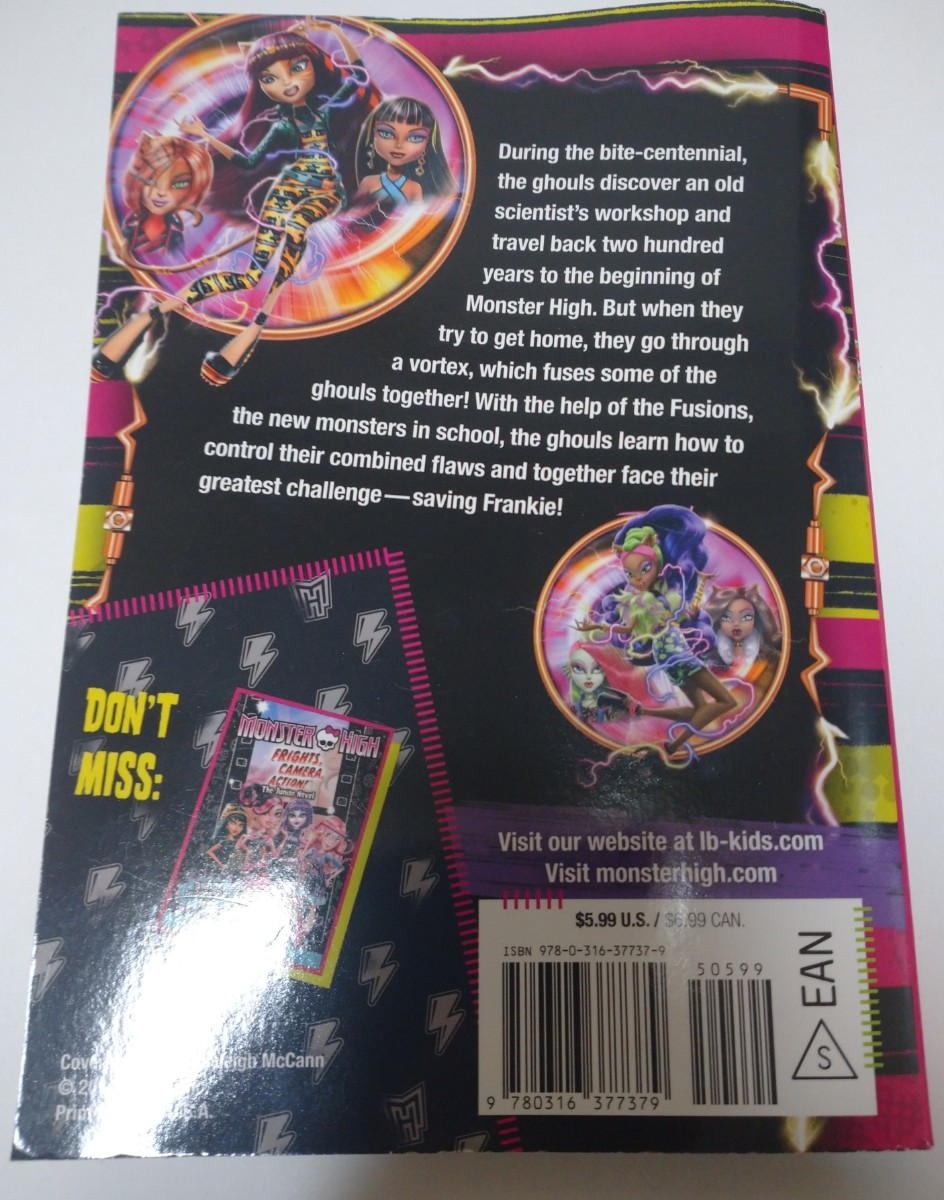 During the bite-centennial,
the ghouls discover an old
scientist's workshop and
travel back two hundred
years to the beginning of
Monster High. But when they
try to get home, they go through
a vortex, which fuses some of the
ghouls together! With the help of the Fusions,
the new monsters in school, the ghouls learn how to
control their combined flaws and together face their
greatest challenge—saving Frankie!
DON'T
MISS:
MONSTER HIGH
FRIGHTS,
CAMERA,
ACTION!
The Junior Novel
Visit our website at lb-kids.com
Visit monsterhigh.com
$5.99 U.S. / $6.99 CAN.
ISBN 978-0-316-37737-9
50599
EAN
S
9 780316 377379
McCann
©